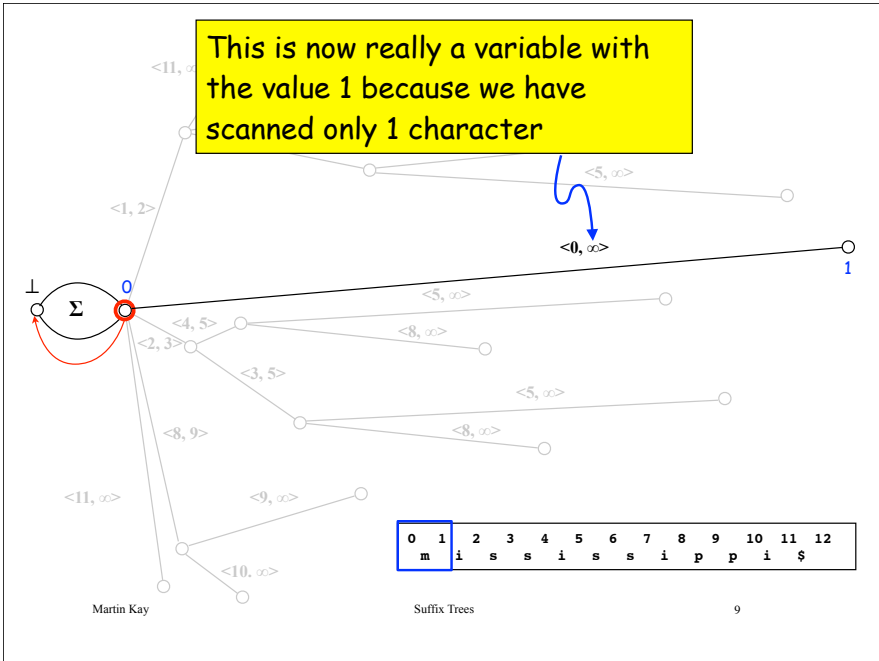 This is now really a variable with
the value 1 because we have
scanned only 1 character
<11, ∞
<5, ∞>
<1, 2>
<0, ∞>
1
⊥
0
Σ
<5, ∞>
<4, 5>
<8, ∞>
<2, 3>
<3, 5>
<5, ∞>
<8, 9>
<8, ∞>
<11, ∞>
<9, ∞>
0 1 2 3 4 5 6 7 8 9 10 11 12
m i s s i s s i p p i $
<10. ∞>
Martin Kay Suffix Trees 9